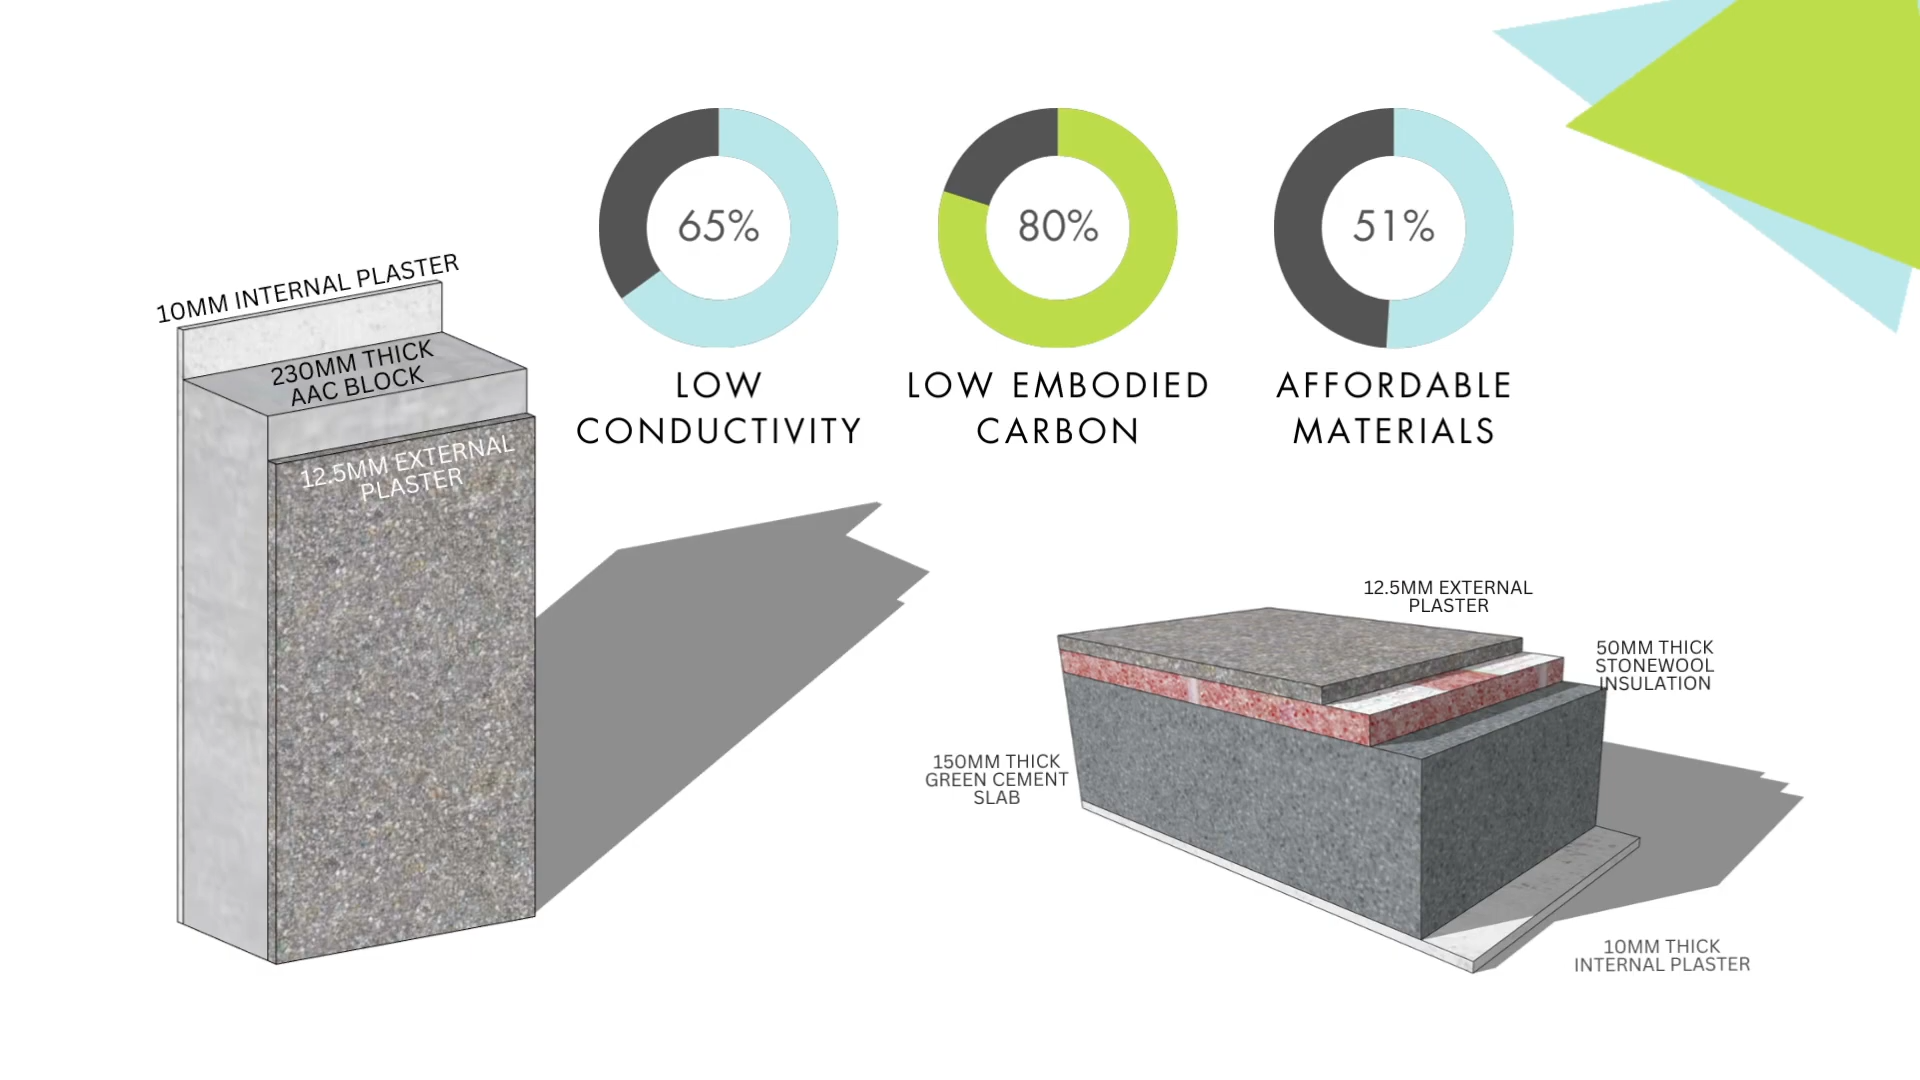 65%
80%
51%
LOW
CONDUCTIVITY
LOW EMBODIED
CARBON
AFFORDABLE
MATERIALS
10MM INTERNAL PLASTER
230MM THICK
AAC BLOCK
12.5MM EXTERNAL
PLASTER
12.5MM EXTERNAL
PLASTER
50MM THICK
STONEWOOL
INSULATION
150MM THICK
GREEN CEMENT
SLAB
10MM THICK
INTERNAL PLASTER